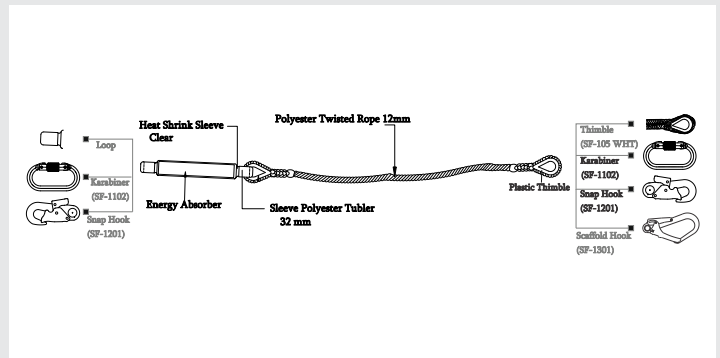 Loop
Karabiner
(SF-1102)
Snap Hook
(SF-1201)
Heat Shrink Sleeve
Clear
Energy Absorber
Polyester Twisted Rope 12mm
Sleeve Polyester Tubler
32 mm
Plastic Thimble
Thimble
(SF-105 WHT)
Karabiner
(SF-1102)
Snap Hook
(SF-1201)
Scaffold Hook
(SF-1301)